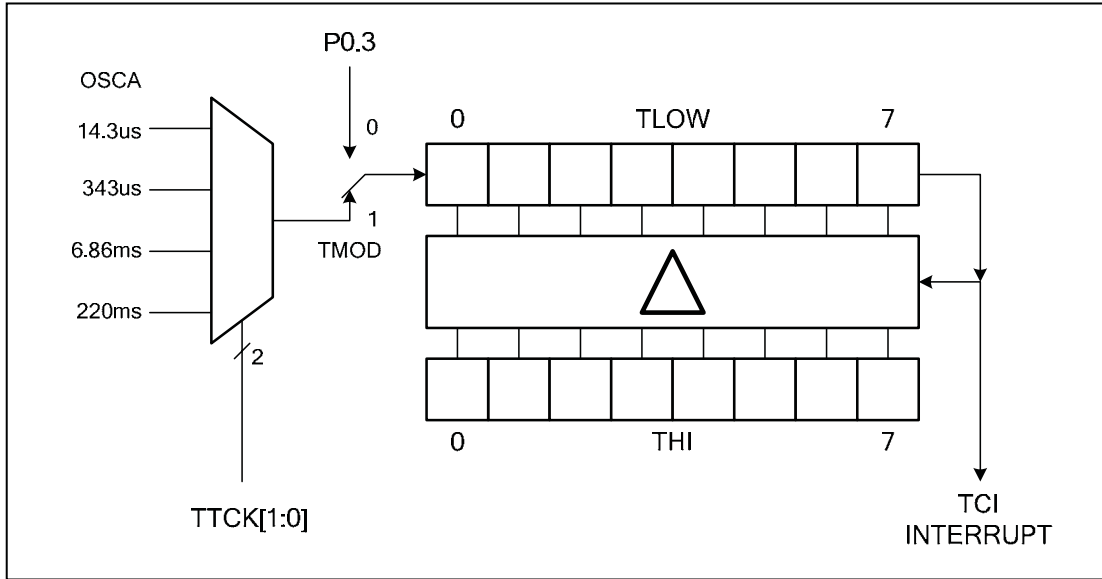 P0.3
OSCA
14.3us
343us
6.86ms
220ms
2
TTCK[1:0]
0
1
TMOD
0 TLOW 7
0 THI 7
TCI
INTERRUPT